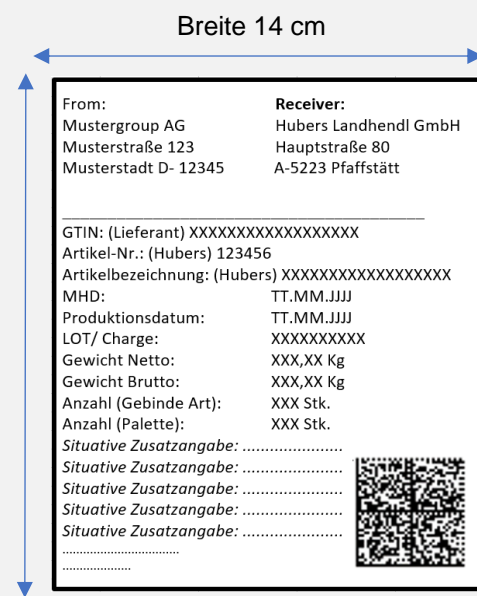 Breite 14 cm
From: Receiver:
Mustergroup AG Hubers Landhendl GmbH
Musterstraße 123 Hauptstraße 80
Musterstadt D- 12345 A-5223 Pfaffstätt
GTIN: (Lieferant) XXXXXXXXXXXXXXXXXX
Artikel-Nr.: (Hubers) 123456
Artikelbezeichnung: (Hubers) XXXXXXXXXXXXXXXXXX
MHD: TT.MM.JJJJ
Produktionsdatum: TT.MM.JJJJ
LOT/ Charge: XXXXXXXXXX
Gewicht Netto: XXX,XX Kg
Gewicht Brutto: XXX,XX Kg
Anzahl (Gebinde Art): XXX Stk.
Anzahl (Palette): XXX Stk.
Situative Zusatzangabe: ......................
Situative Zusatzangabe: ......................
Situative Zusatzangabe: ......................
Situative Zusatzangabe: ......................
Situative Zusatzangabe: ......................
..................................
....................